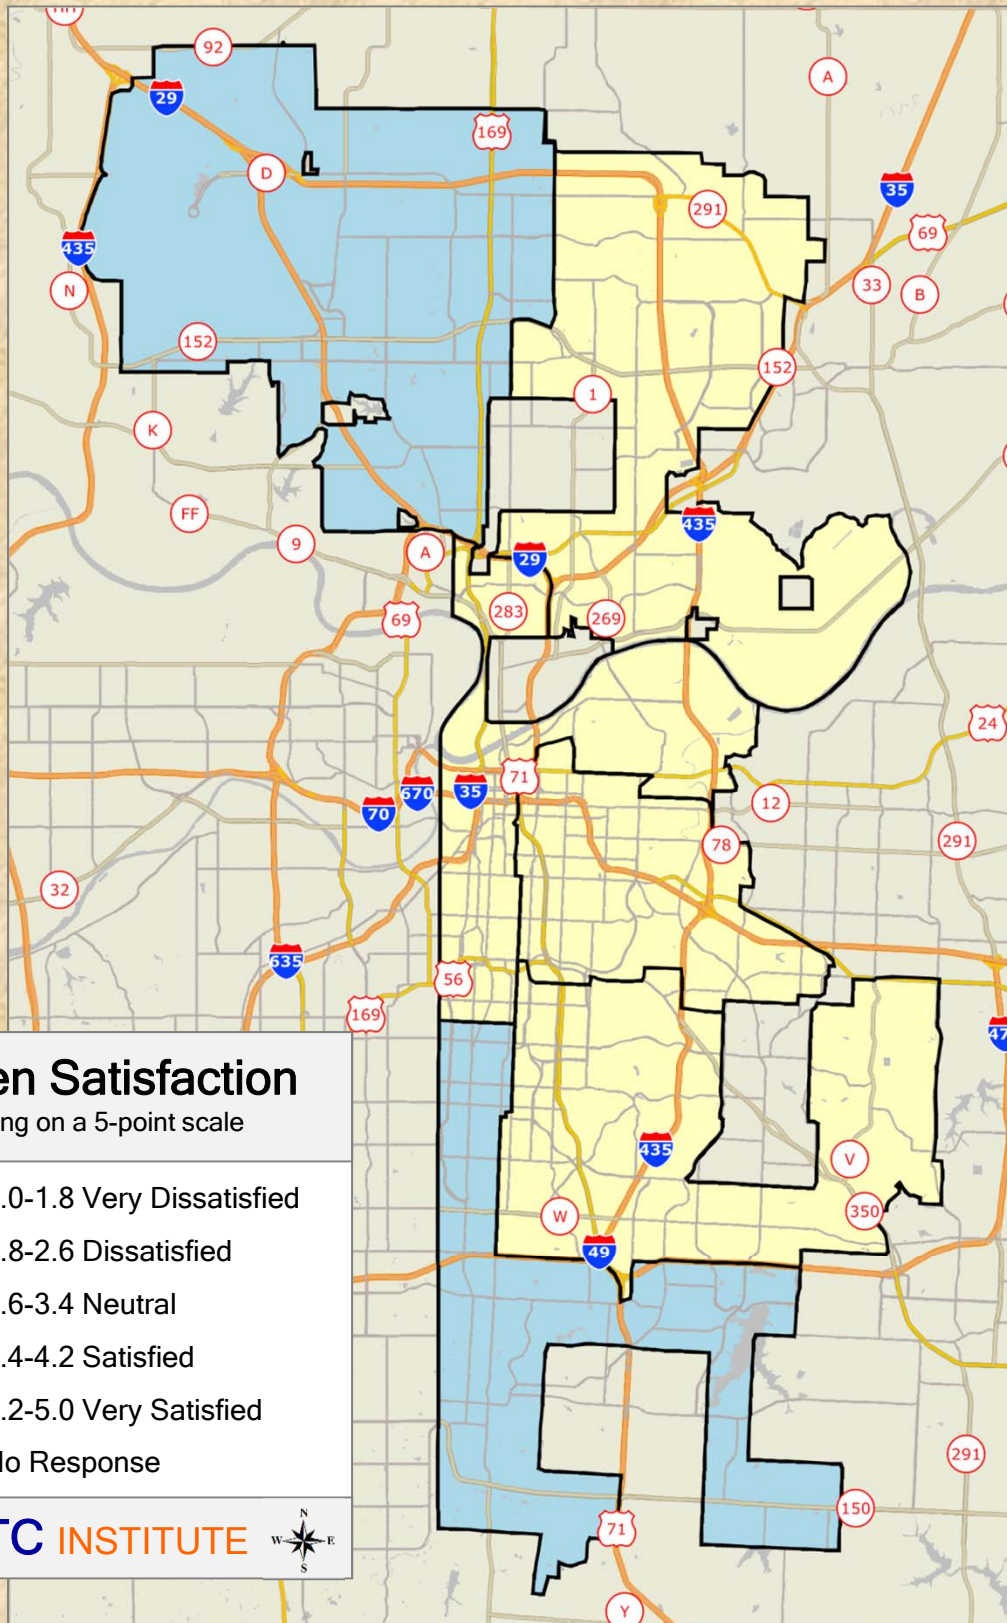 HH
92
A
29
169
D
291
35
69
435
N
33
B
152
152
1
K
FF
435
9
A
29
283
269
69
24
71
670
35
70
12
78
291
32
635
56
169
47
en Satisfaction
ng on a 5-point scale
.0-1.8 Very Dissatisfied
.8-2.6 Dissatisfied
.6-3.4 Neutral
.4-4.2 Satisfied
.2-5.0 Very Satisfied
lo Response
TC INSTITUTE
N
W E
S
435
V
W
350
49
291
150
71
Y